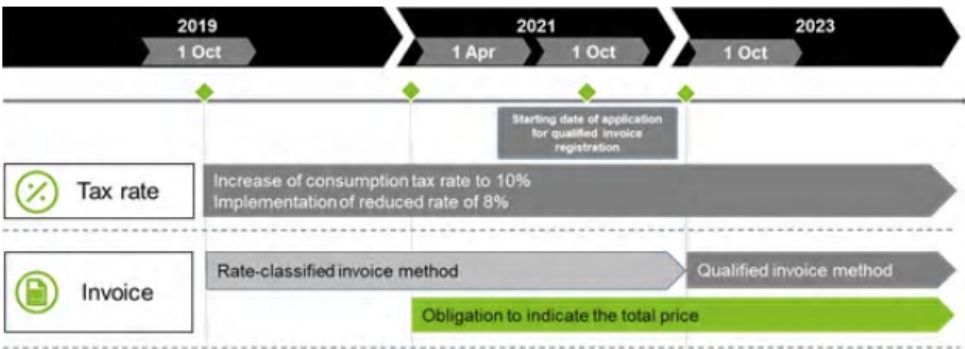 2019
2021
2023
1 Oct
1 Apr
1 Oct
1 Oct
Starting date of application
for qualified invoice
registration
Tax rate
Increase of consumption tax rate to 10%
Implementation of reduced rate of 8%
Invoice
Rate-classified invoice method
Qualified invoice method
Obligation to indicate the total price